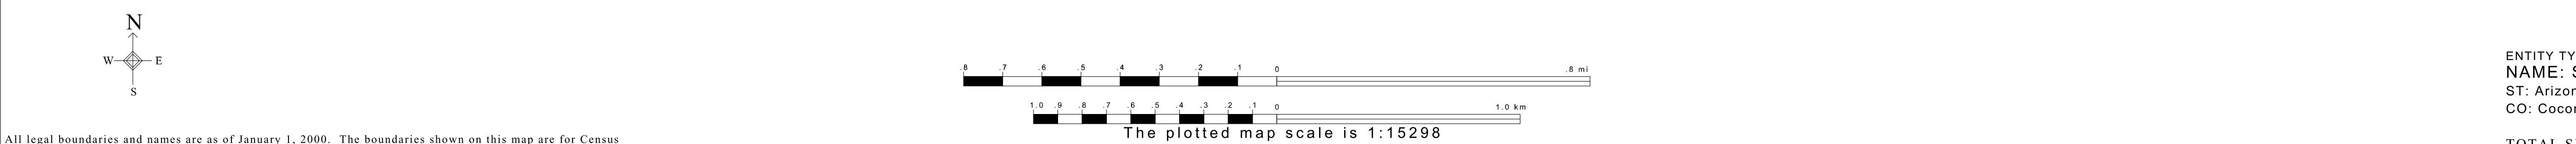 N
W E
S
.8 .7 .6 .5 .4 .3 .2 .1 0 .8 mi
1.0 .9 .8 .7 .6 .5 .4 .3 .2 .1 0 1.0 km
The plotted map scale is 1:15298
All legal boundaries and names are as of January 1, 2000. The boundaries shown on this map are for Census
ENTITY TY
NAME: S
ST: Arizon
CO: Cocon
TOTAL S